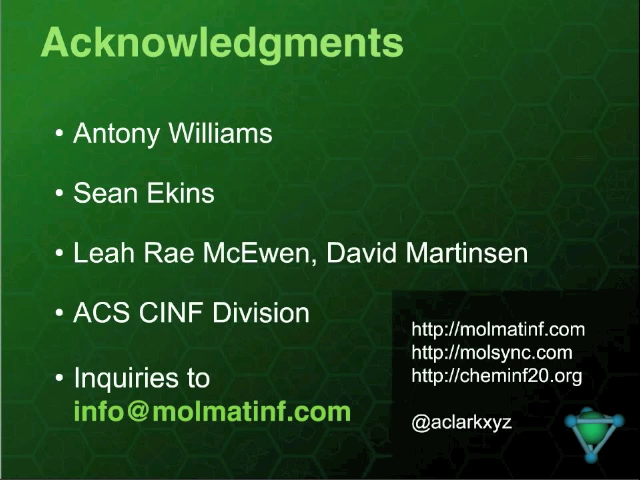 Acknowledgments
• Antony Williams
• Sean Ekins
• Leah Rae McEwen, David Martinsen
• ACS CINF Division
• Inquiries to
info@molmatinf.com
http://molmatinf.com
http://molsync.com
http://cheminf20.org
@aclarkxyz